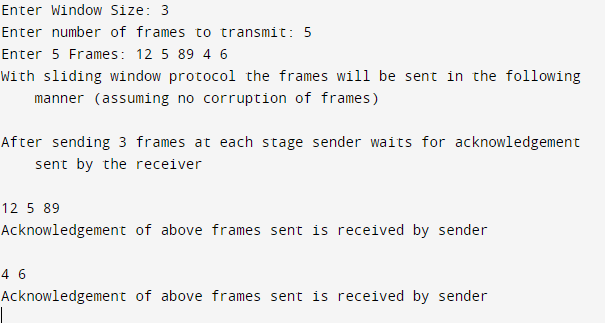 Enter Window Size: 3
Enter number of frames to transmit: 5
Enter 5 Frames: 12 5 89 4 6
With sliding window protocol the frames will be sent in the following
manner (assuming no corruption of frames)
After sending 3 frames at each stage sender waits for acknowledgement
sent by the receiver
12 5 89
Acknowledgement of above frames sent is received by sender
4 6
Acknowledgement of above frames sent is received by sender